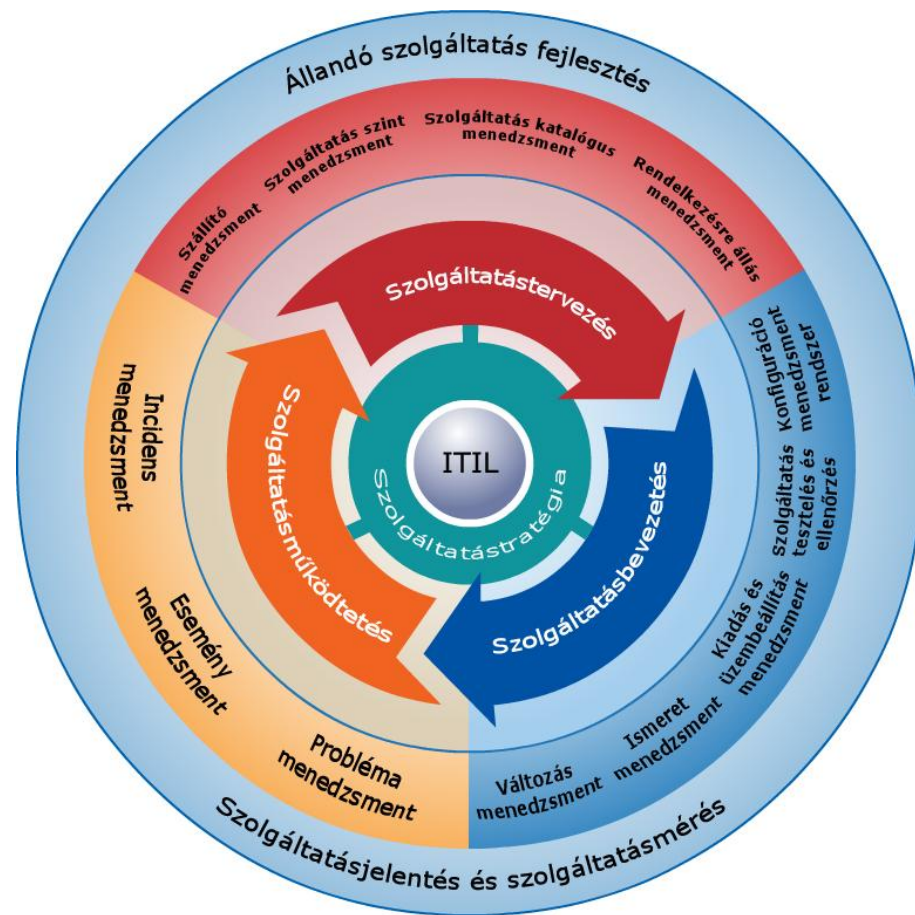 Állandó szolgáltatás fejlesztés
Szállító
menedzsment
Szolgáltatás szint
menedzsment
Szolgáltatás katalógus
menedzsment
Rendelkezésre állás
menedzsment
Konfiguráció
menedzsment
rendszer
Szolgáltatás
tesztelés és
ellenőrzés
Kiadás és
üzembeállítás
menedzsment
Ismeret
menedzsment
Változás
menedzsment
Probléma
menedzsment
Esemény
menedzsment
Incidens
menedzsment
Szolgáltatástervezés
Szolgáltatásbevezetés
Szolgáltatásműködtetés
Szolgáltatástratégia
ITIL
Szolgáltatásjelentés és szolgáltatásmérés